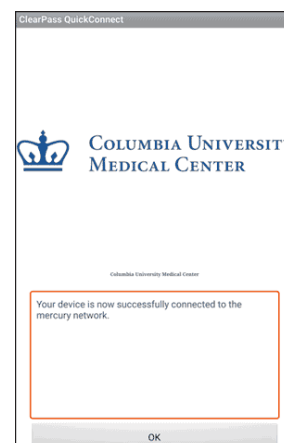 ClearPass QuickConnect
COLUMBIA UNIVERSIT
MEDICAL CENTER
Columbia University Medical Center
Your device is now successfully connected to the
mercury network.
OK